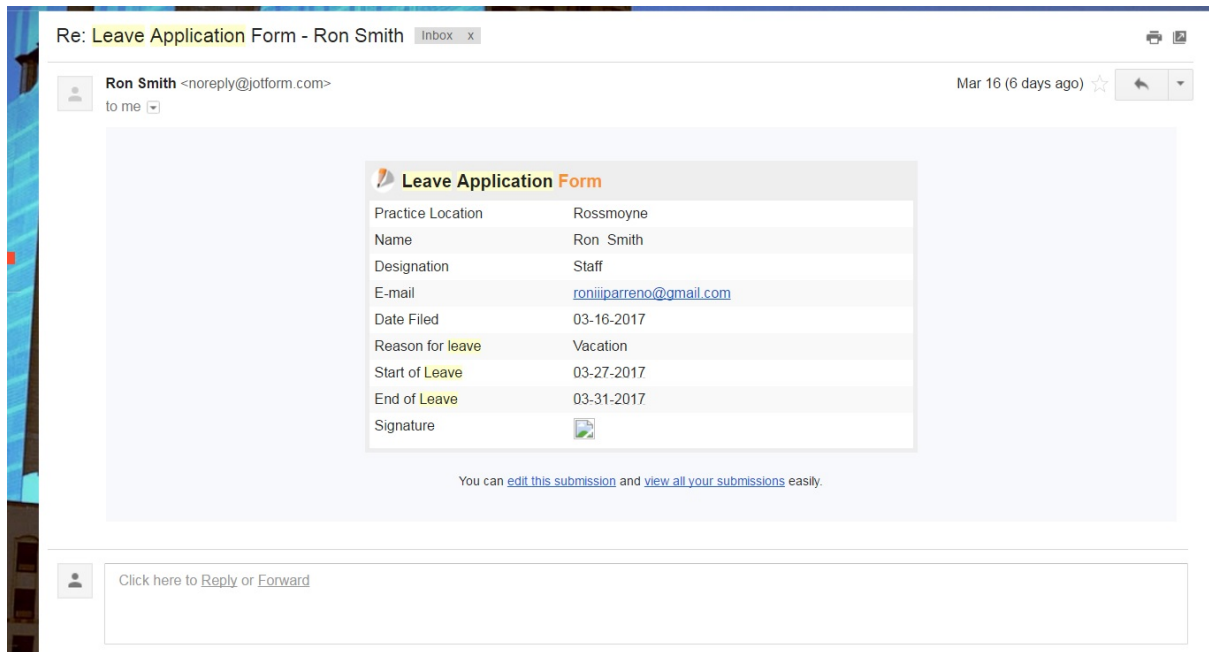 Re: Leave Application Form - Ron Smith Inbox x
Ron Smith <noreply@jotform.com> Mar 16 (6 days ago)
to me
Leave Application Form
Practice Location Rossmoyne
Name Ron Smith
Designation Staff
E-mail roniiiparreno@gmail.com
Date Filed 03-16-2017
Reason for leave Vacation
Start of Leave 03-27-2017
End of Leave 03-31-2017
Signature
You can edit this submission and view all your submissions easily.
Click here to Reply or Forward